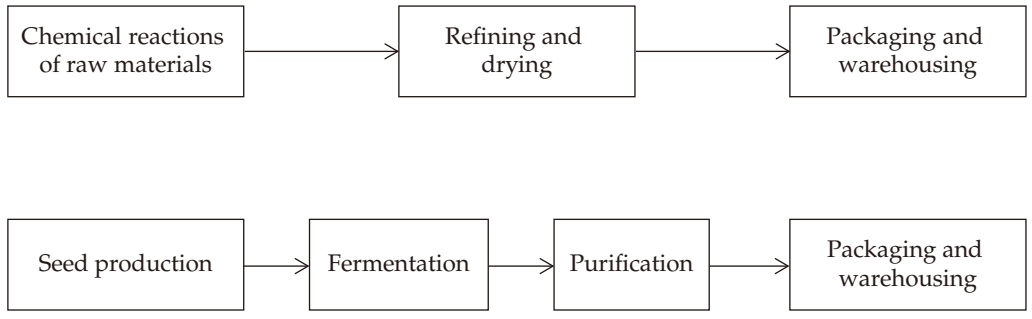 Chemical reactions
of raw materials
Refining and
drying
Packaging and
warehousing
Seed production
Fermentation
Purification
Packaging and
warehousing